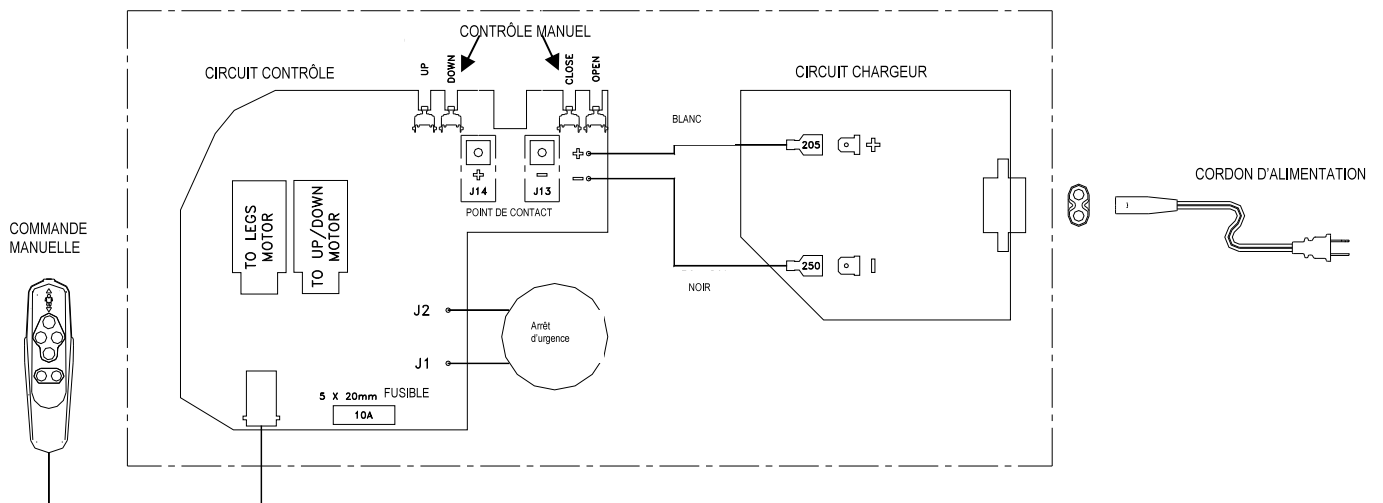 CONTRÔLE MANUEL
CIRCUIT CONTRÔLE
UP
DOWN
CLOSE
OPEN
CIRCUIT CHARGEUR
BLANC
205
+
+
-
+
J14
-
J13
POINT DE CONTACT
CORDON D'ALIMENTATION
COMMANDE
MANUELLE
TO LEGS
MOTOR
TO UP/DOWN
MOTOR
250
-
NOIR
J2
Arrêt
d'urgence
J1
5 X 20mm FUSIBLE
10A